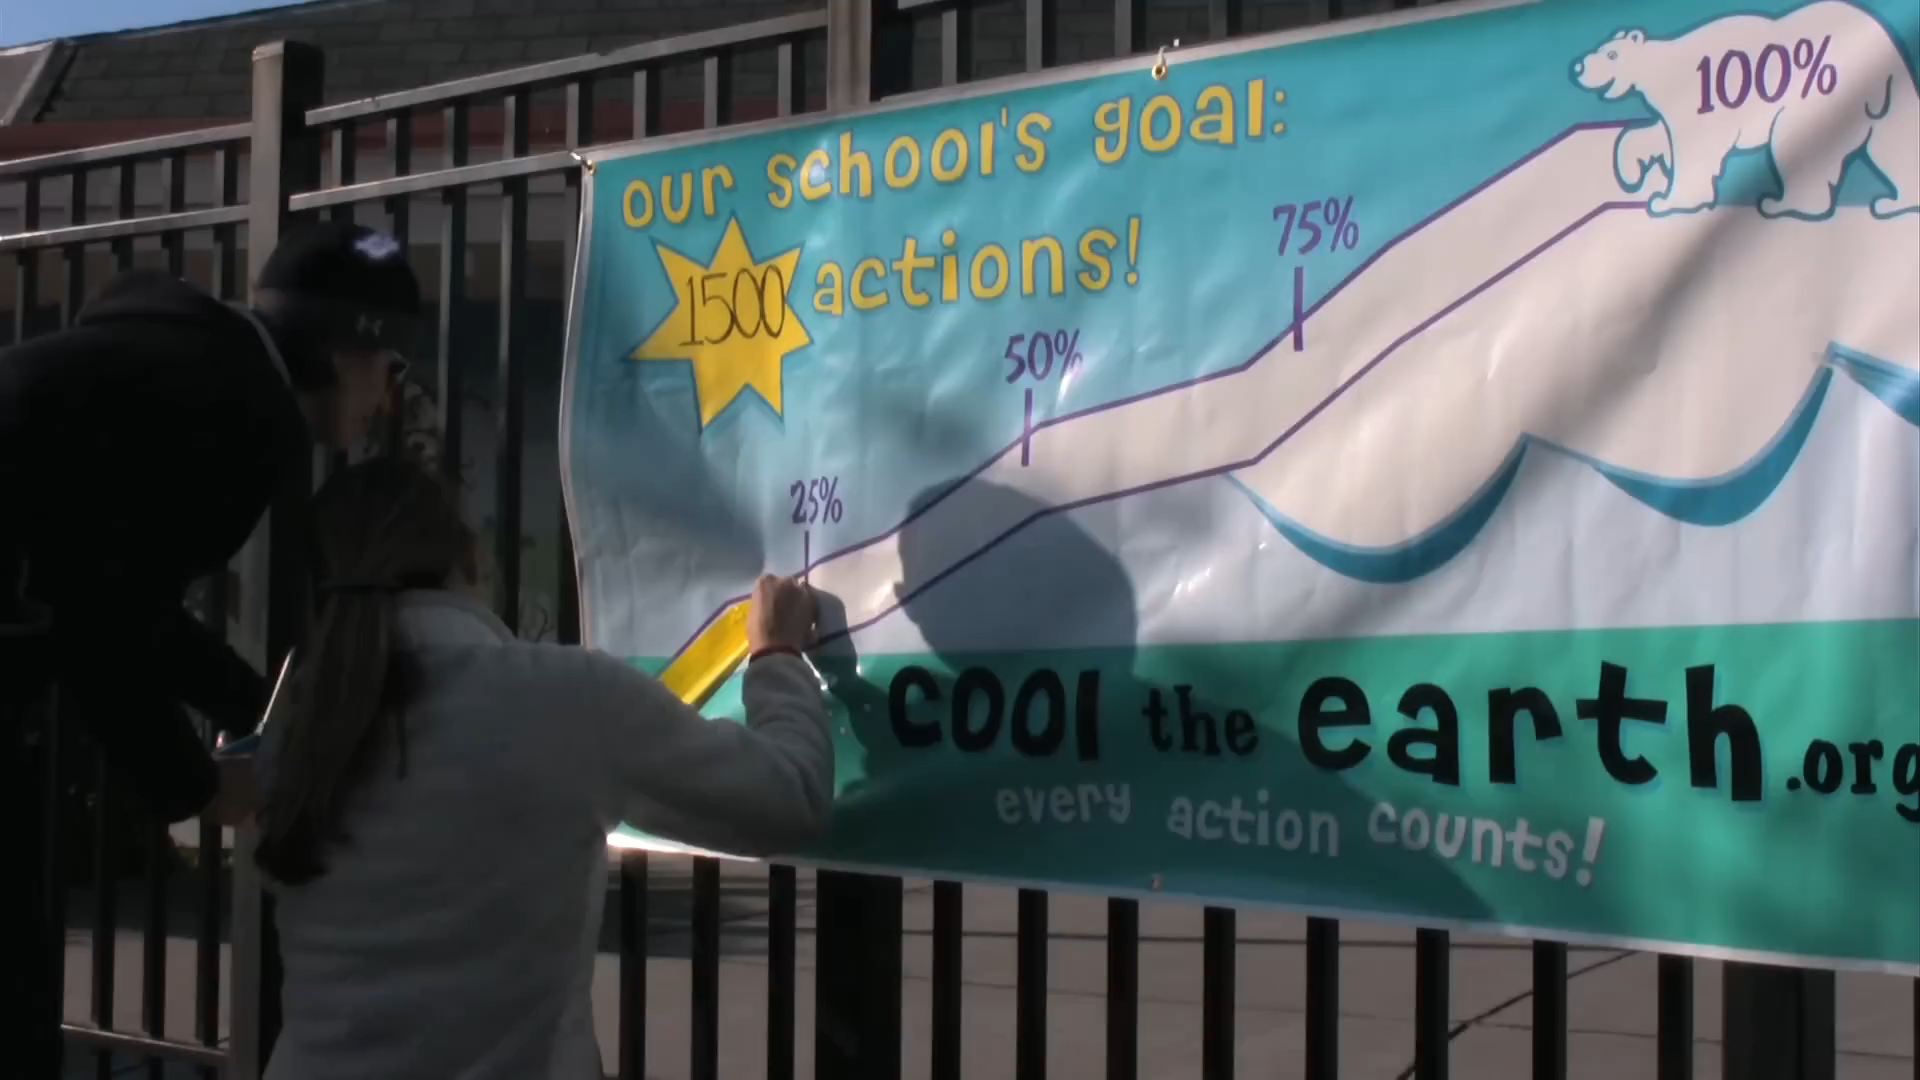 our school's goal:
1500 actions!
100%
75%
50%
25%
cool the earth.org
every action counts!